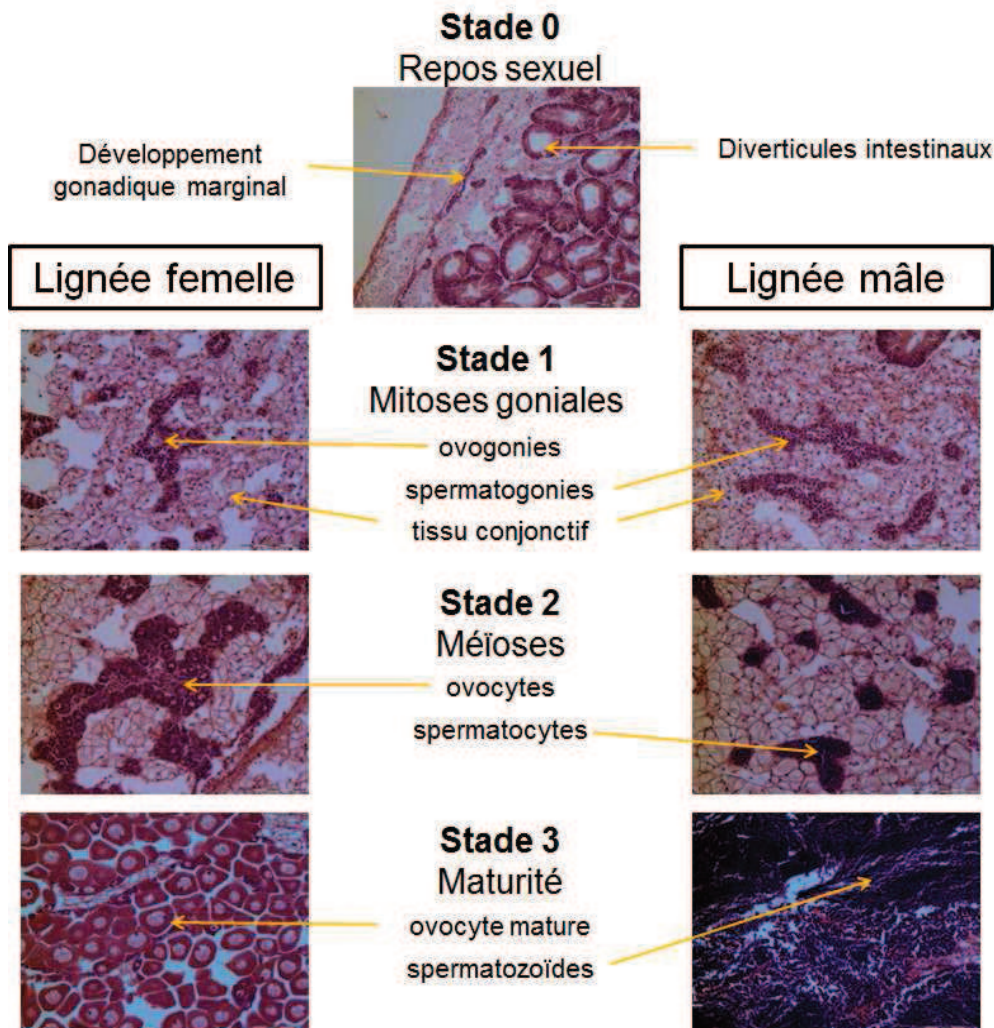 Stade 0
Repos sexuel
Développement
gonadique marginal
Diverticules intestinaux
Lignée femelle
Lignée mâle
Stade 1
Mitoses goniales
ovogonies
spermatogonies
tissu conjonctif
Stade 2
Méïoses
ovocytes
spermatocytes
Stade 3
Maturité
ovocyte mature
spermatozoïdes